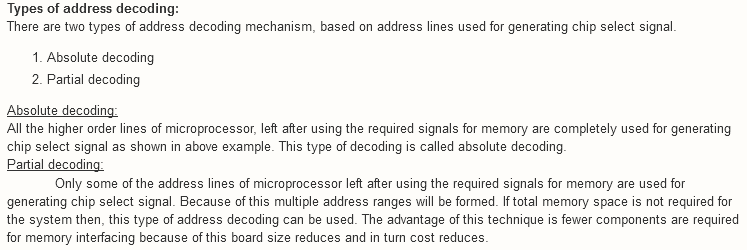 Types of address decoding:
There are two types of address decoding mechanism, based on address lines used for generating chip select signal.
1. Absolute decoding
2. Partial decoding
Absolute decoding:
All the higher order lines of microprocessor, left after using the required signals for memory are completely used for generating
chip select signal as shown in above example. This type of decoding is called absolute decoding.
Partial decoding:
Only some of the address lines of microprocessor left after using the required signals for memory are used for
generating chip select signal. Because of this multiple address ranges will be formed. If total memory space is not required for
the system then, this type of address decoding can be used. The advantage of this technique is fewer components are required
for memory interfacing because of this board size reduces and in turn cost reduces.